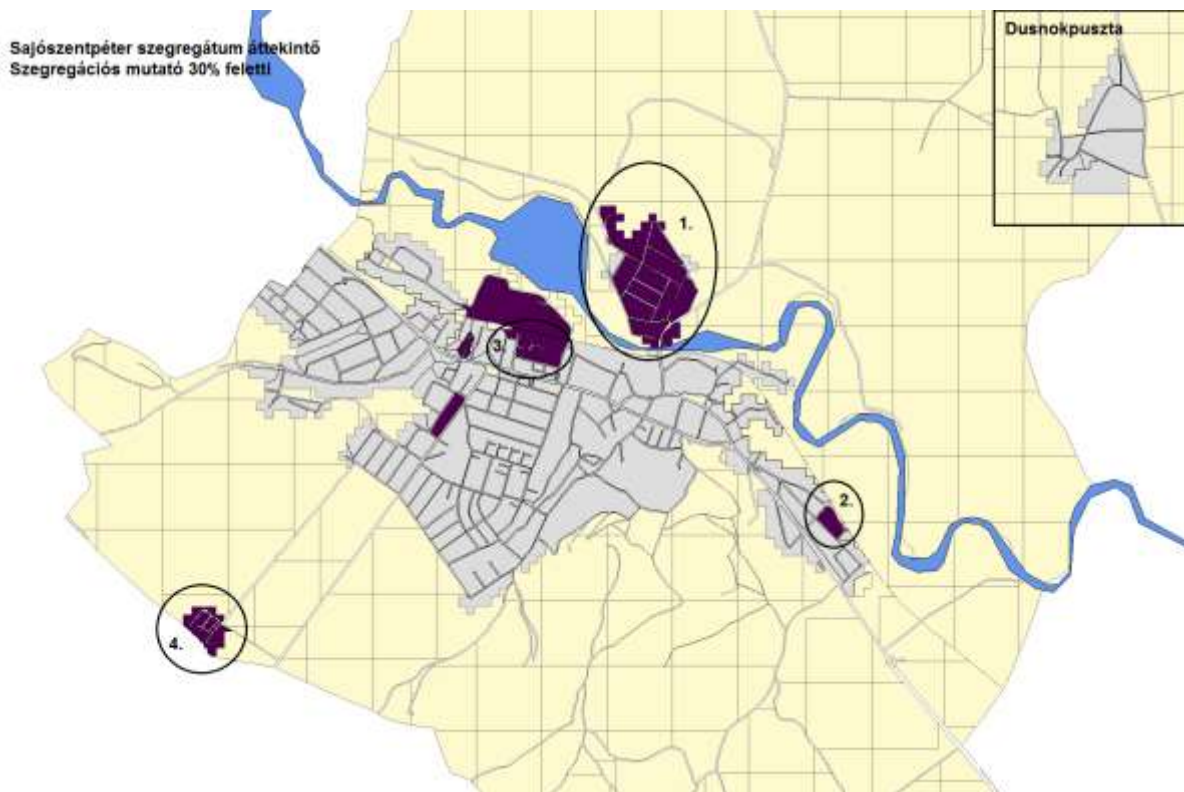 Sajószentpéter szegregátum áttekintő
Szegregációs mutató 30% feletti
Dusnokpuszta
1.
3.
2.
4.